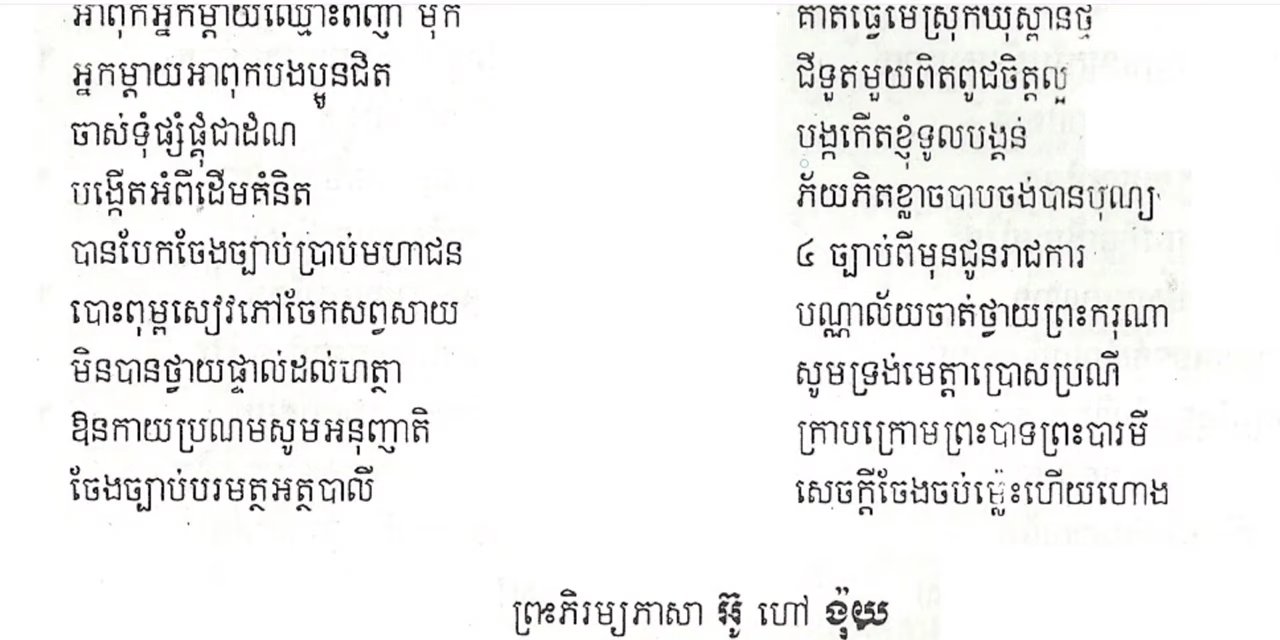 អាពុកអ្នកម្ដាយឈ្មោះពញា មុក
គាត់ធ្វើមេស្រុកឃុំស្ពានថ្ម
អ្នកម្ដាយអាពុកបងប្អូនជិត
ជីទួតមួយពិតពូជចិត្តល្អ
ចាស់ទុំផ្សំផ្គុំជាដំណ
បង្កកើតខ្ញុំទូលបង្គន់
បង្កើតអំពីដើមគំនិត
ភ័យភិតខ្លាចបាបចង់បានបុណ្យ
បានបែកចែងច្បាប់ប្រាប់មហាជន
៤ ច្បាប់ពីមុនជូនរាជការ
បោះពុម្ពសៀវភៅចែកសព្វសាយ
បណ្ណាល័យចាត់ថ្វាយព្រះករុណា
មិនបានថ្វាយផ្ទាល់ដល់ហត្ថា
សូមទ្រង់មេត្តាប្រោសប្រណី
ឱនកាយប្រណមសូមអនុញាតិ
ក្រាបក្រោមព្រះបាទព្រះបារមី
ចែងច្បាប់បរមត្ថអត្ថបាលី
សេចក្ដីចែងចប់ម្ល៉េះហើយហោង
ព្រះភិរម្យភាសា អ៊ូ ហៅ ង៉ុយ